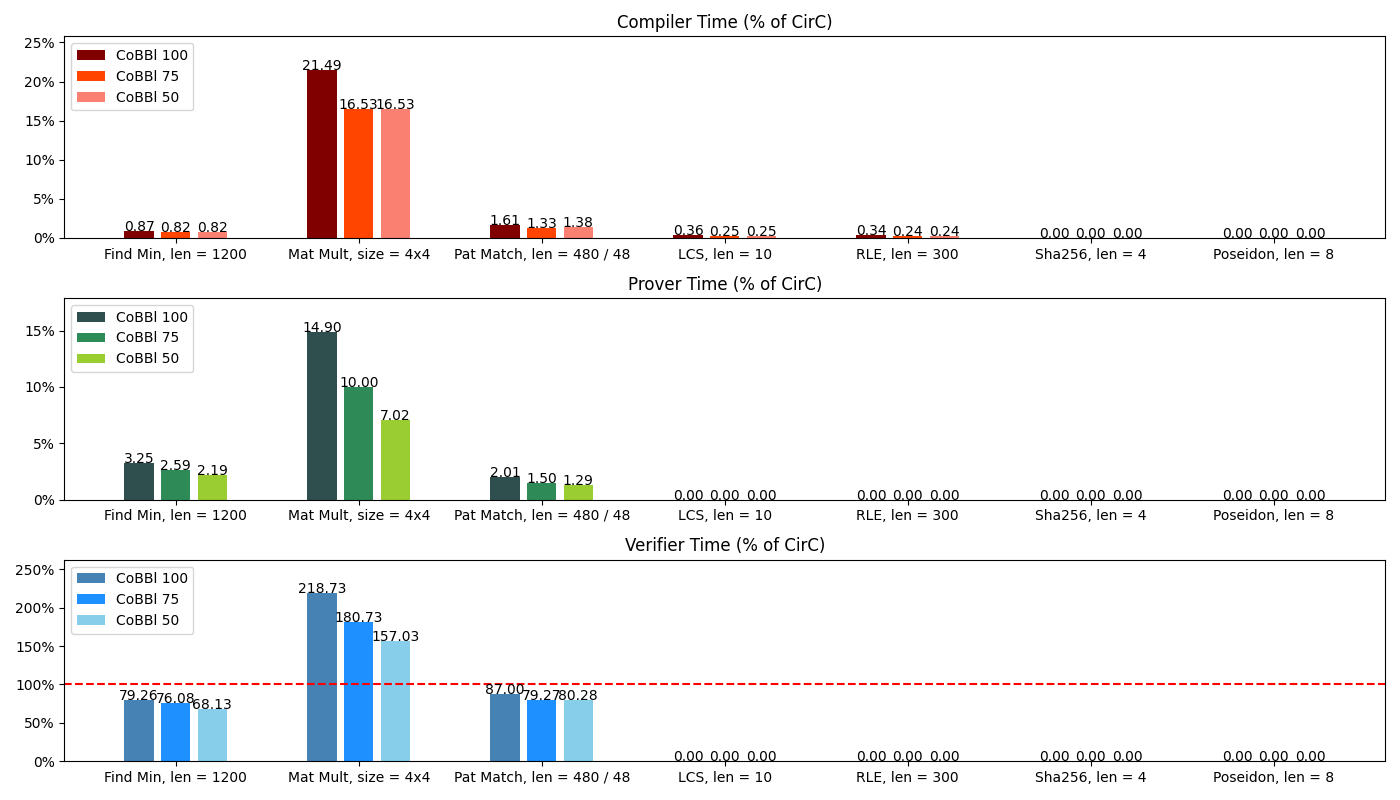 Compiler Time (% of CirC)
25%
20%
15%
10%
5%
0%
CoBBl 100
CoBBl 75
CoBBl 50
0.87 0.82 0.82
21.49 16.53 16.53
1.61 1.33 1.38
0.36 0.25 0.25
0.34 0.24 0.24
0.00 0.00 0.00
0.00 0.00 0.00
Find Min, len = 1200
Mat Mult, size = 4x4
Pat Match, len = 480 / 48
LCS, len = 10
RLE, len = 300
Sha256, len = 4
Poseidon, len = 8
Prover Time (% of CirC)
15%
10%
5%
0%
CoBBl 100
CoBBl 75
CoBBl 50
3.25 2.59 2.19
14.90 10.00 7.02
2.01 1.50 1.29
0.00 0.00 0.00
0.00 0.00 0.00
0.00 0.00 0.00
0.00 0.00 0.00
Find Min, len = 1200
Mat Mult, size = 4x4
Pat Match, len = 480 / 48
LCS, len = 10
RLE, len = 300
Sha256, len = 4
Poseidon, len = 8
Verifier Time (% of CirC)
250%
200%
150%
100%
50%
0%
CoBBl 100
CoBBl 75
CoBBl 50
79.26 76.08 68.13
218.73 180.73 157.03
87.00 79.27 80.28
0.00 0.00 0.00
0.00 0.00 0.00
0.00 0.00 0.00
0.00 0.00 0.00
Find Min, len = 1200
Mat Mult, size = 4x4
Pat Match, len = 480 / 48
LCS, len = 10
RLE, len = 300
Sha256, len = 4
Poseidon, len = 8